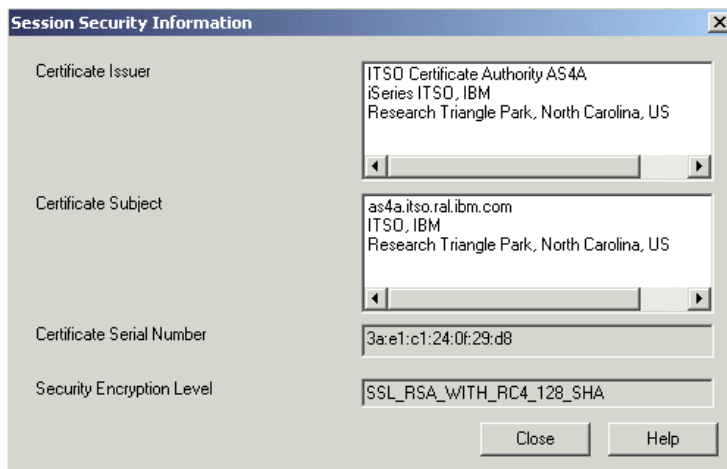 Session Security Information
Certificate Issuer
ITSO Certificate Authority AS4A
iSeries ITSO, IBM
Research Triangle Park, North Carolina, US
Certificate Subject
as4a.itso.ral.ibm.com
ITSO, IBM
Research Triangle Park, North Carolina, US
Certificate Serial Number
3a:e1:c1:24:0f:29:d8
Security Encryption Level
SSL_RSA_WITH_RC4_128_SHA
Close
Help